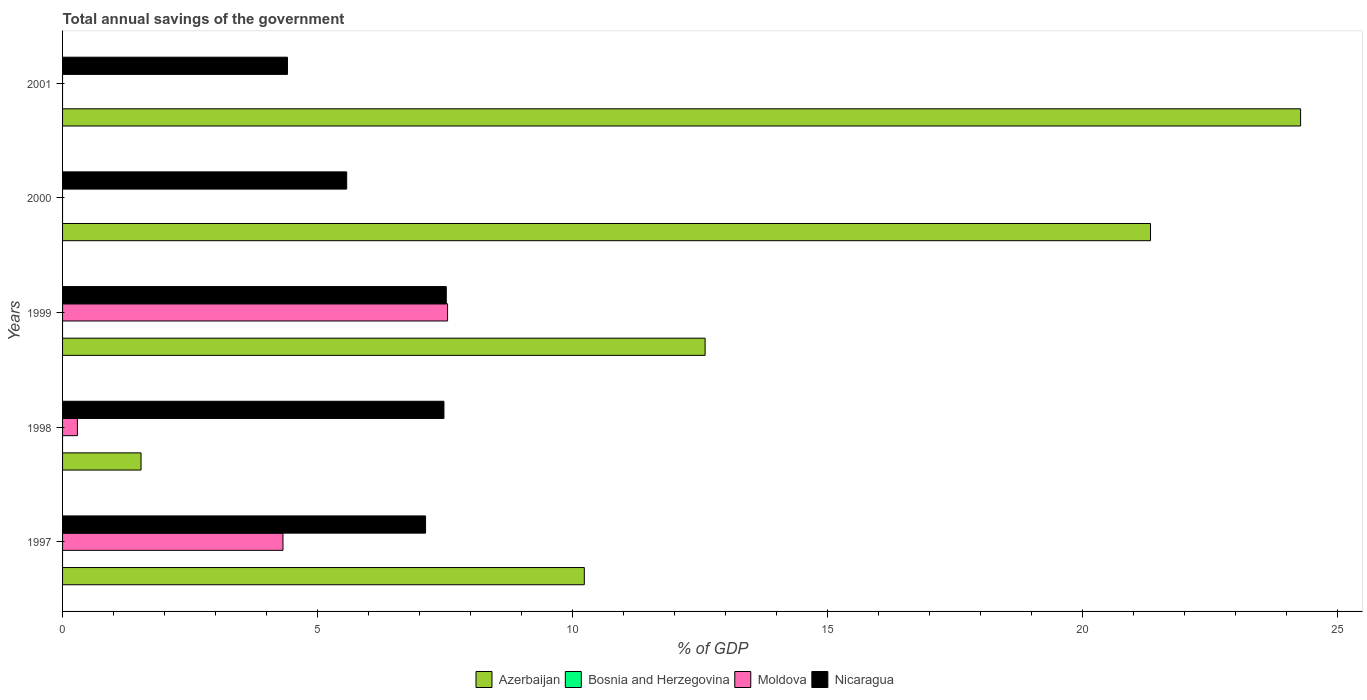 Total annual savings of the government
2001
2000
1999
1998
1997
Years
0
5
10
15
20
25
% of GDP
Azerbaijan
Bosnia and Herzegovina
Moldova
Nicaragua